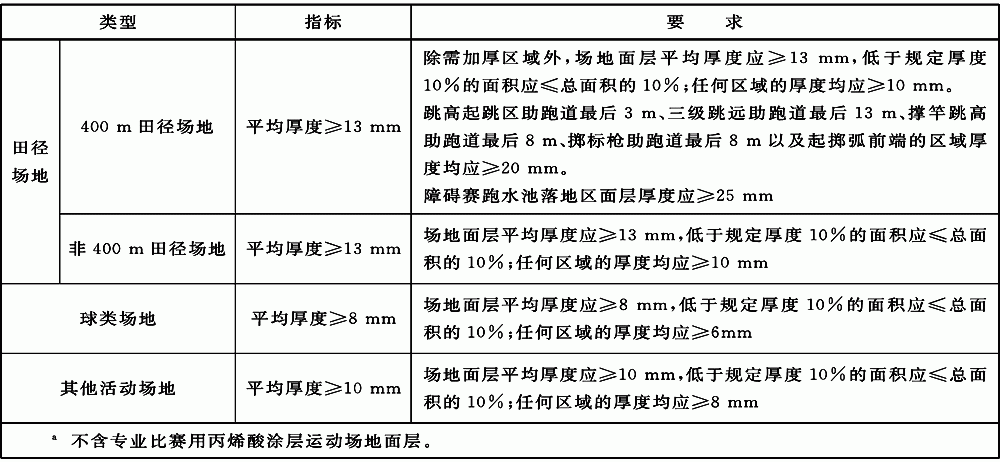 类型 指标 要 求
田径
场地
400 m田径场地
平均厚度≥13 mm
除需加厚区域外,场地面层平均厚度应≥13 mm,低于规定厚度
10%的面积应≤总面积的10%;任何区域的厚度均应≥10 mm。
跳高起跳区助跑道最后3 m、三级跳远助跑道最后13 m、撑竿跳高
助跑道最后8 m、掷标枪助跑道最后8 m以及起掷弧前端的区域厚
度均应≥20 mm。
障碍赛跑水池落地区面层厚度应≥25 mm
非400 m田径场地
平均厚度≥13 mm
场地面层平均厚度应≥13 mm,低于规定厚度10%的面积应≤总面
积的10%;任何区域的厚度均应≥10 mm
球类场地
平均厚度≥8 mm
场地面层平均厚度应≥8 mm,低于规定厚度10%的面积应≤总面
积的10%;任何区域的厚度均应≥6mm
其他活动场地
平均厚度≥10 mm
场地面层平均厚度应≥10 mm,低于规定厚度10%的面积应≤总面
积的10%;任何区域的厚度均应≥8 mm
ᵃ 不含专业比赛用丙烯酸涂层运动场地面层。